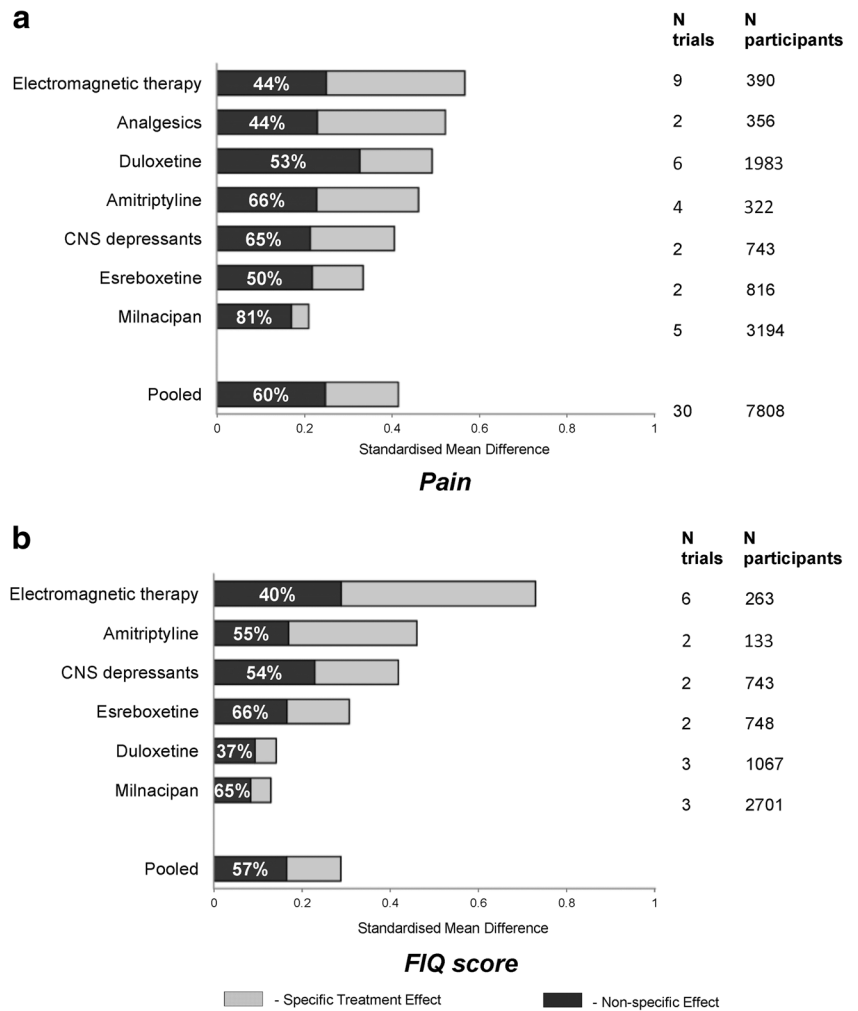 a
N N
trials participants
Electromagnetic therapy 44% 9 390
Analgesics 44% 2 356
Duloxetine 53% 6 1983
Amitriptyline 66% 4 322
CNS depressants 65% 2 743
Esreboxetine 50% 2 816
Milnacipan 81% 5 3194
Pooled 60% 30 7808
0 0.2 0.4 0.6 0.8 1
Standardised Mean Difference
Pain
b
N N
trials participants
Electromagnetic therapy 40% 6 263
Amitriptyline 55% 2 133
CNS depressants 54% 2 743
Esreboxetine 66% 2 748
Duloxetine 37% 3 1067
Milnacipan 65% 3 2701
Pooled 57%
0 0.2 0.4 0.6 0.8 1
Standardised Mean Difference
FIQ score
- Specific Treatment Effect - Non-specific Effect